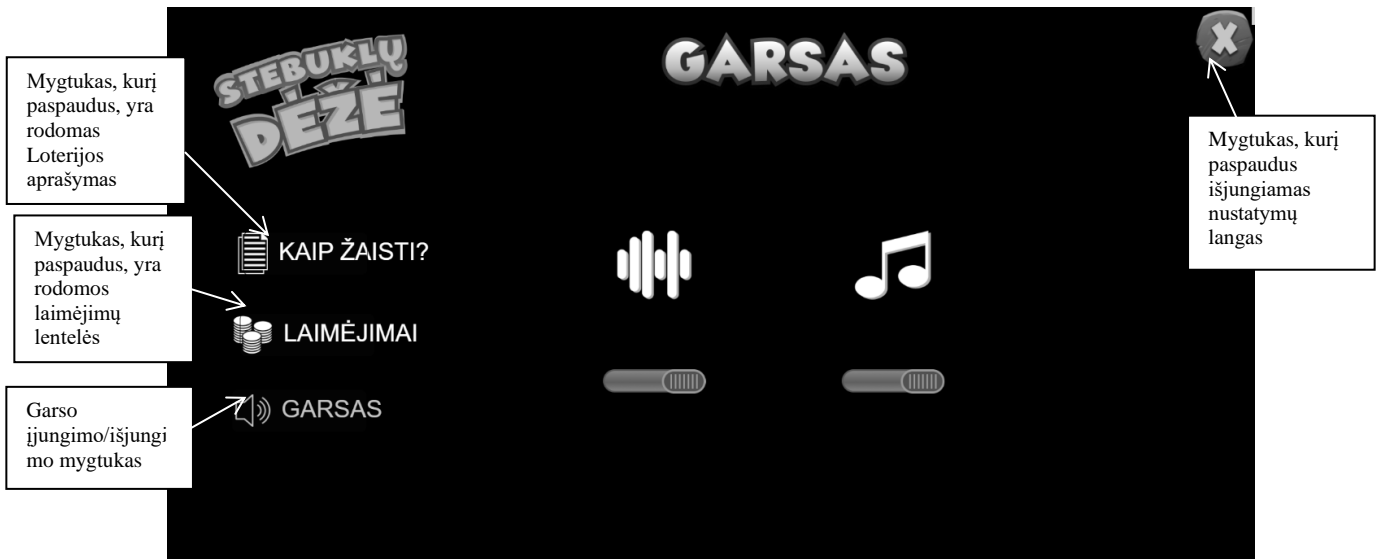 STEBUKLŲ
DĖŽĖ
GARSAS
X
Mygtukas, kurį
paspaudus, yra
rodomas
Loterijos
aprašymas
Mygtukas, kurį
paspaudus
išjungiamas
nustatymų
langas
Mygtukas, kurį
paspaudus, yra
rodomos
laimėjimų
lentelės
KAIP ŽAISTI?
LAIMĖJIMAI
Garso
įjungimo/išjungi
mo mygtukas
GARSAS